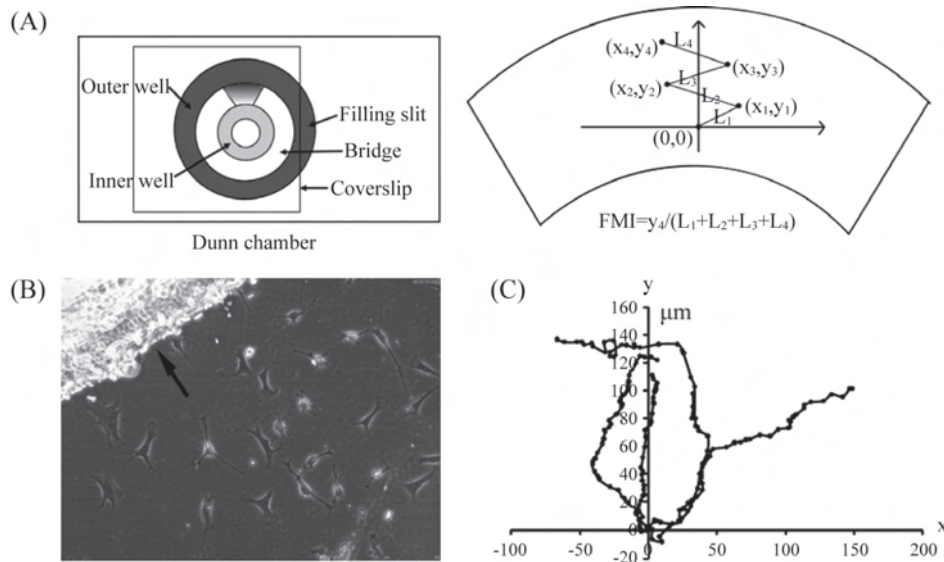 (A)
Outer well
Filling slit
Bridge
Inner well
Coverslip
Dunn chamber
(x₄,y₄)
L₄
(x₃,y₃)
(x₂,y₂)
L₃
L₂
(x₁,y₁)
L₁
(0,0)
FMI=y₄/(L₁+L₂+L₃+L₄)
(B)
(C)
y
μm
160
140
120
100
80
60
40
20
0
-20
-100
-50
0
50
100
150
200
x